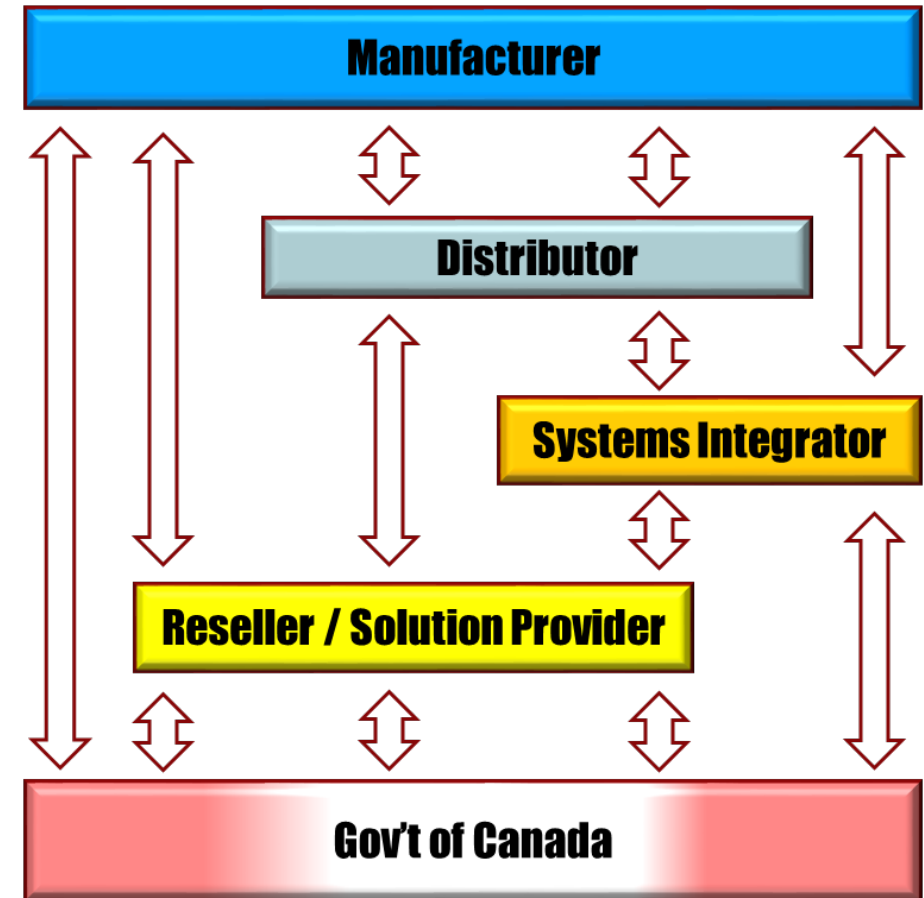 Manufacturer
Distributor
Systems Integrator
Reseller / Solution Provider
Gov't of Canada